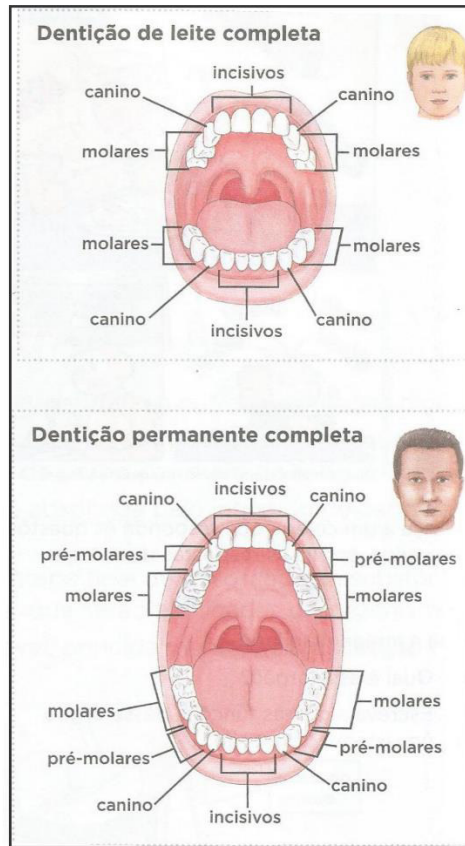 Dentição de leite completa
incisivos
canino canino
molares molares
molares molares
canino canino
incisivos
Dentição permanente completa
incisivos
canino canino
pré-molares pré-molares
molares molares
molares molares
pré-molares pré-molares
canino canino
incisivos